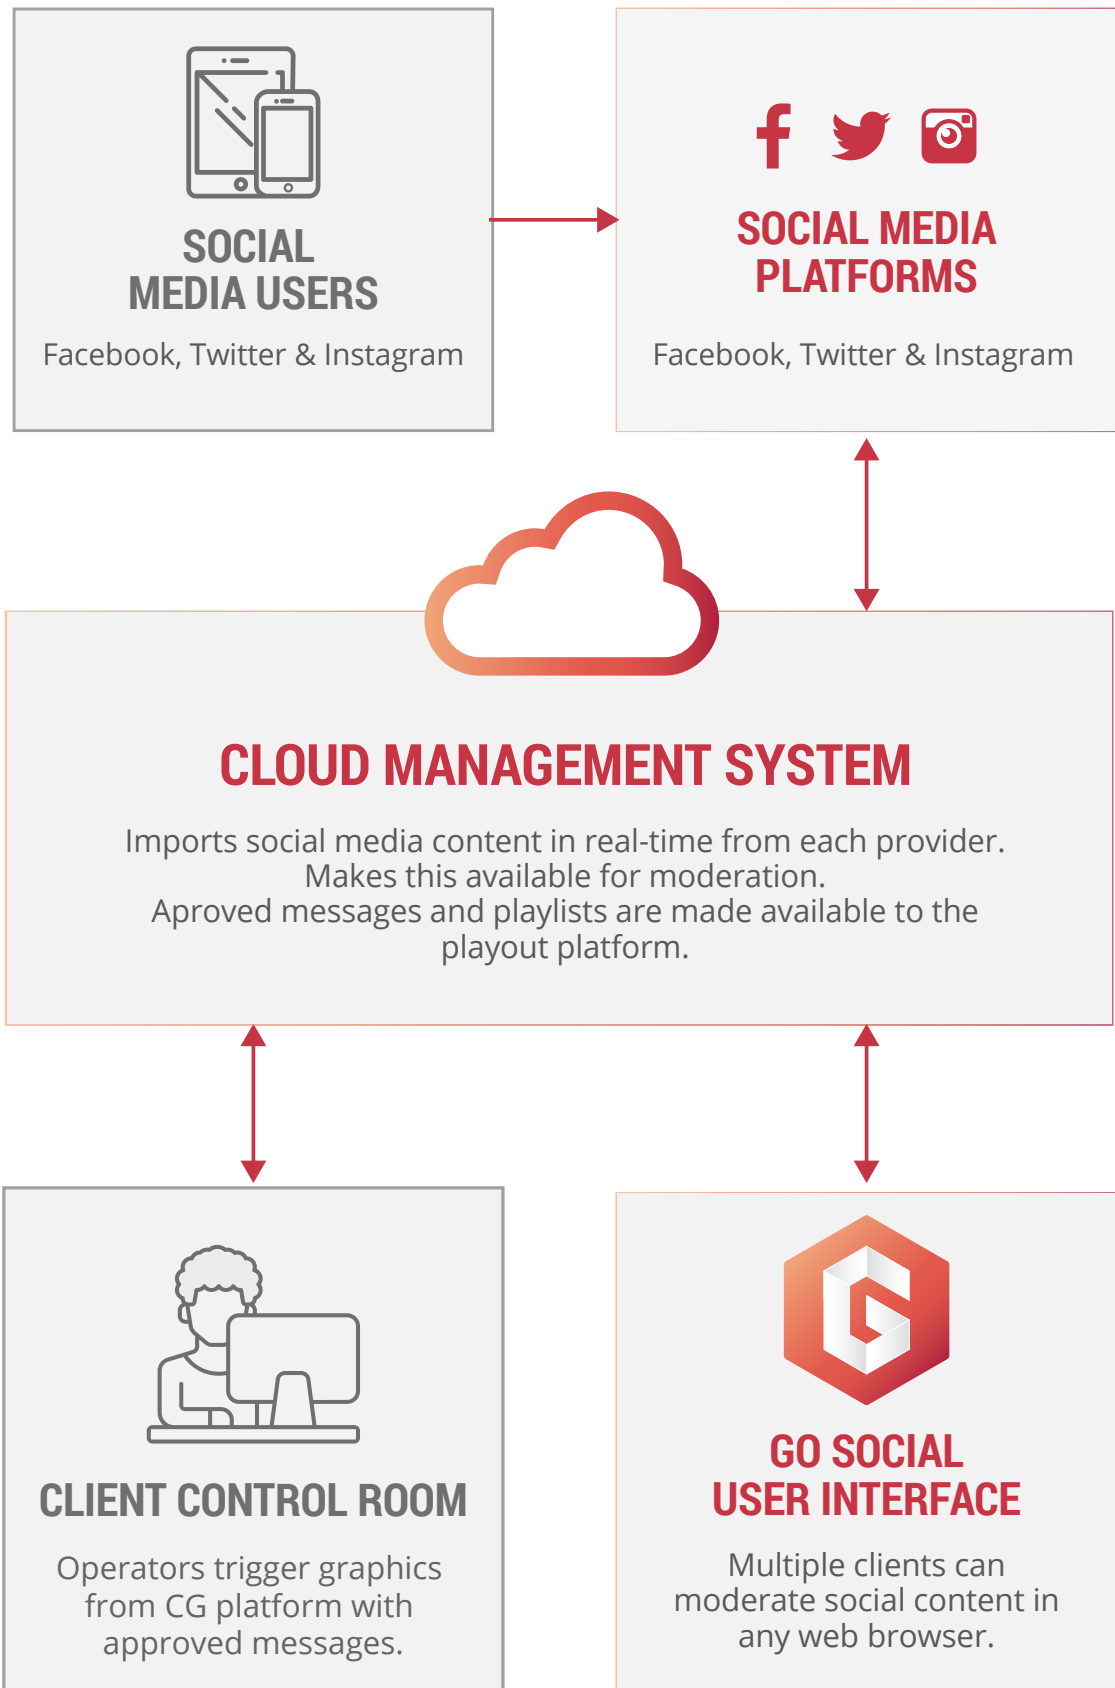 SOCIAL
MEDIA USERS
Facebook, Twitter & Instagram
SOCIAL MEDIA
PLATFORMS
Facebook, Twitter & Instagram
CLOUD MANAGEMENT SYSTEM
Imports social media content in real-time from each provider.
Makes this available for moderation.
Aproved messages and playlists are made available to the
playout platform.
CLIENT CONTROL ROOM
Operators trigger graphics
from CG platform with
approved messages.
GO SOCIAL
USER INTERFACE
Multiple clients can
moderate social content in
any web browser.